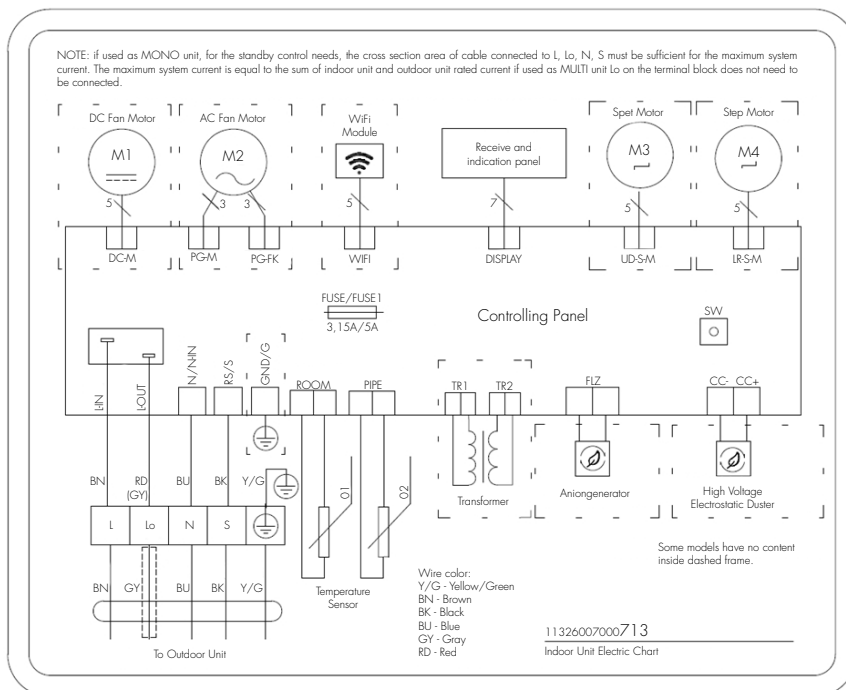 NOTE: if used as MONO unit, for the standby control needs, the cross section area of cable connected to L, Lo, N, S must be sufficient for the maximum system
current. The maximum system current is equal to the sum of indoor unit and outdoor unit rated current if used as MULTI unit Lo on the terminal block does not need to
be connected.
DC Fan Motor
AC Fan Motor
WiFi
Module
Spet Motor
Step Motor
M1
M2
Receive and
indication panel
M3
M4
5
3
3
5
7
5
5
DC-M
PG-M
PG-FK
WIFI
DISPLAY
UD-S-M
LR-S-M
FUSE/FUSE1
3,15A/5A
Controlling Panel
SW
L-IN
L-OUT
N/N-IN
RS/S
GND/G
ROOM
PIPE
TR1
TR2
FLZ
CC-
CC+
BN
RD
(GY)
BU
BK
Y/G
01
02
Transformer
Aniongenerator
High Voltage
Electrostatic Duster
L
Lo
N
S
Some models have no content
inside dashed frame.
BN
GY
BU
BK
Y/G
Temperature
Sensor
Wire color:
Y/G - Yellow/Green
BN - Brown
BK - Black
BU - Blue
GY - Gray
RD - Red
To Outdoor Unit
11326007000713
Indoor Unit Electric Chart